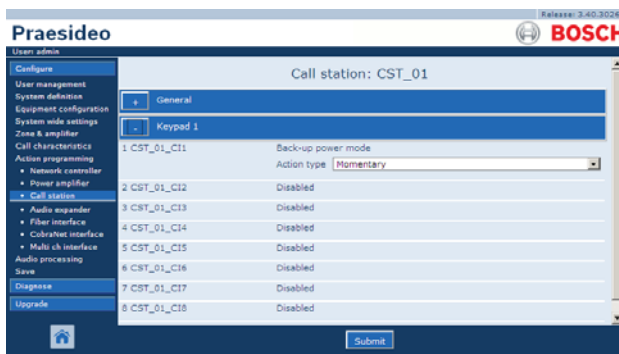 Release: 3.40.3024
Praesideo
BOSCH
User: admin
Configure
User management
System definition
Equipment configuration
System wide settings
Zone & amplifier
Call characteristics
Action programming
• Network controller
• Power amplifier
• Call station
• Audio expander
• Fiber interface
• CobraNet interface
• Multi ch interface
Audio processing
Save
Diagnose
Upgrade
Call station: CST_01
+ General
- Keypad 1
1 CST_01_CI1 Back-up power mode
Action type Momentary
2 CST_01_CI2 Disabled
3 CST_01_CI3 Disabled
4 CST_01_CI4 Disabled
5 CST_01_CI5 Disabled
6 CST_01_CI6 Disabled
7 CST_01_CI7 Disabled
8 CST_01_CI8 Disabled
Submit